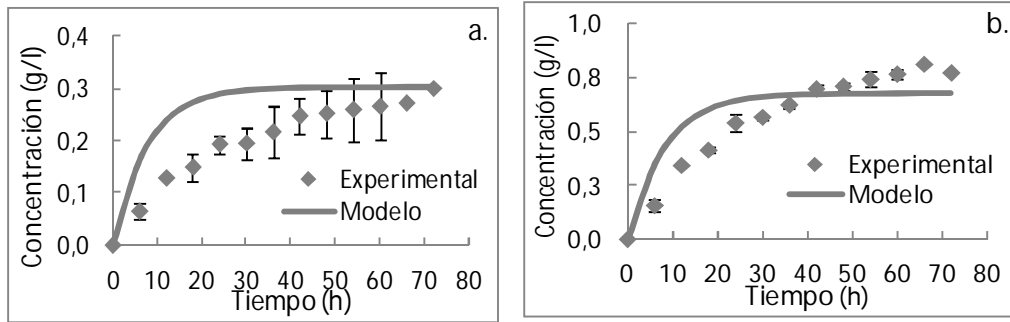 a.
0,4
0,3
0,2
0,1
0,0
Concentración (g/l)
Experimental
Modelo
0 10 20 30 40 50 60 70 80
Tiempo (h)
b.
1,0
0,8
0,5
0,3
0,0
Concentración (g/l)
Experimental
Modelo
0 10 20 30 40 50 60 70 80
Tiempo (h)